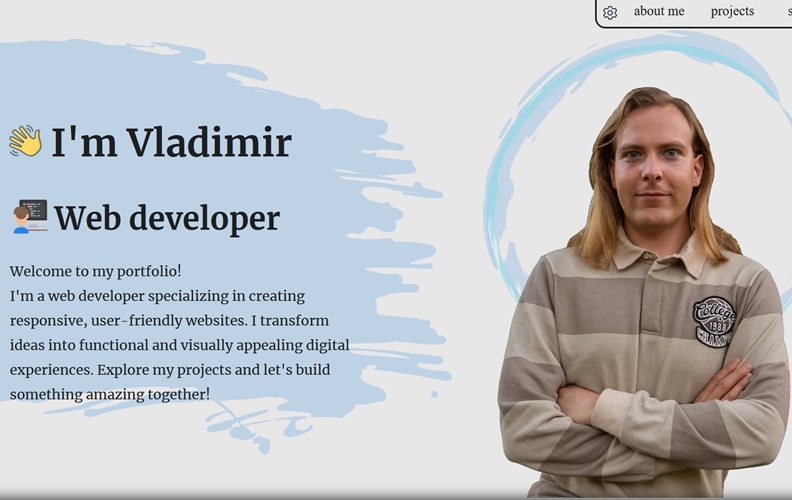 about me projects s
I'm Vladimir
Web developer
Welcome to my portfolio!
I'm a web developer specializing in creating
responsive, user-friendly websites. I transform
ideas into functional and visually appealing digital
experiences. Explore my projects and let's build
something amazing together!
College
1988
CHAMP